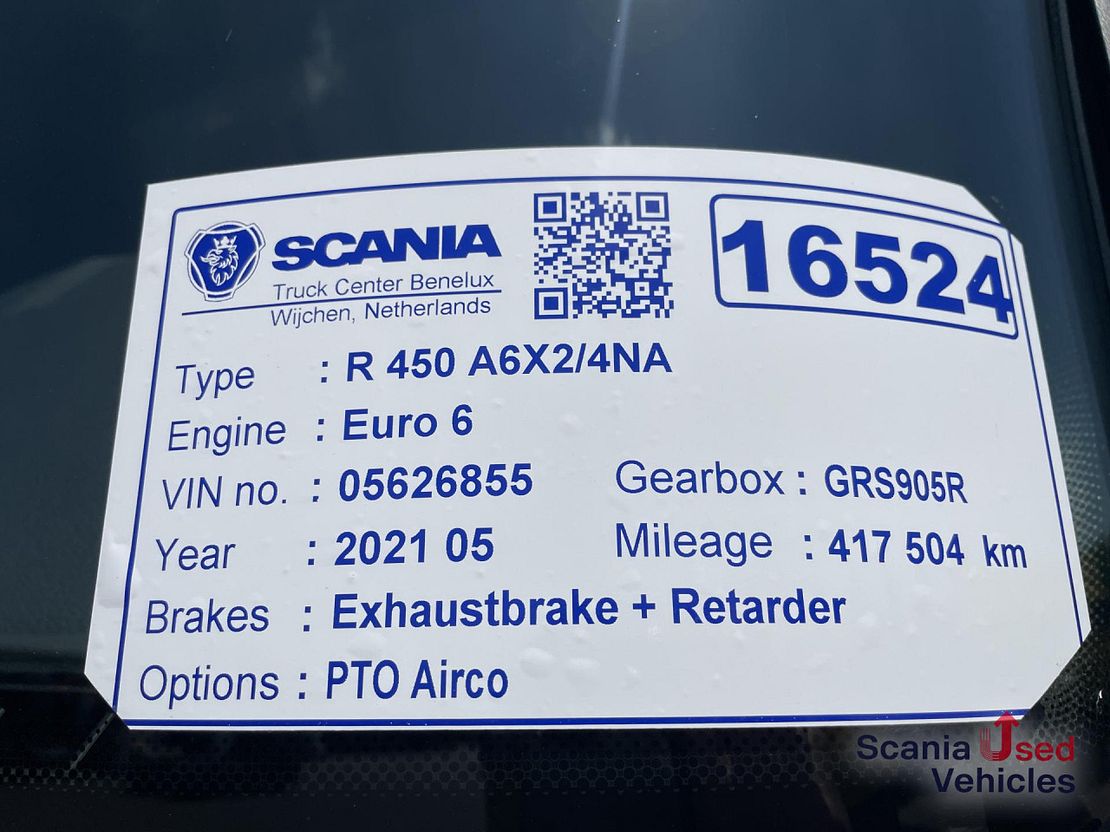 SCANIA
Truck Center Benelux
Wijchen, Netherlands
16524
Type : R 450 A6X2/4NA
Engine : Euro 6
VIN no. : 05626855 Gearbox : GRS905R
Year : 2021 05 Mileage : 417 504 km
Brakes : Exhaustbrake + Retarder
Options : PTO Airco
Scania Used
Vehicles